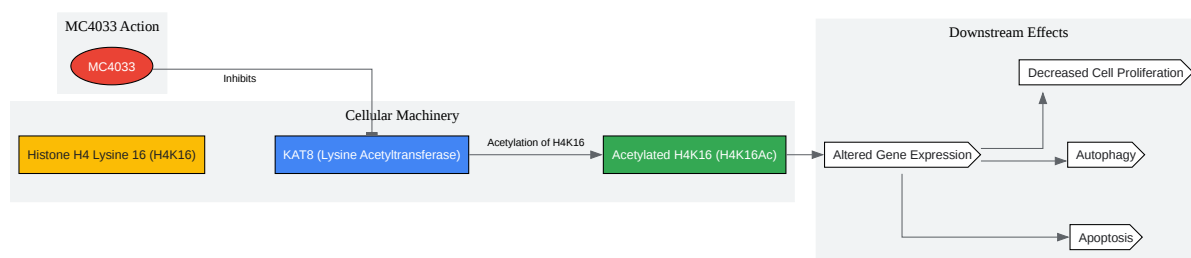 MC4033 Action
MC4033
Inhibits
Cellular Machinery
Histone H4 Lysine 16 (H4K16)
KAT8 (Lysine Acetyltransferase)
Acetylation of H4K16
Acetylated H4K16 (H4K16Ac)
Downstream Effects
Altered Gene Expression
Decreased Cell Proliferation
Autophagy
Apoptosis